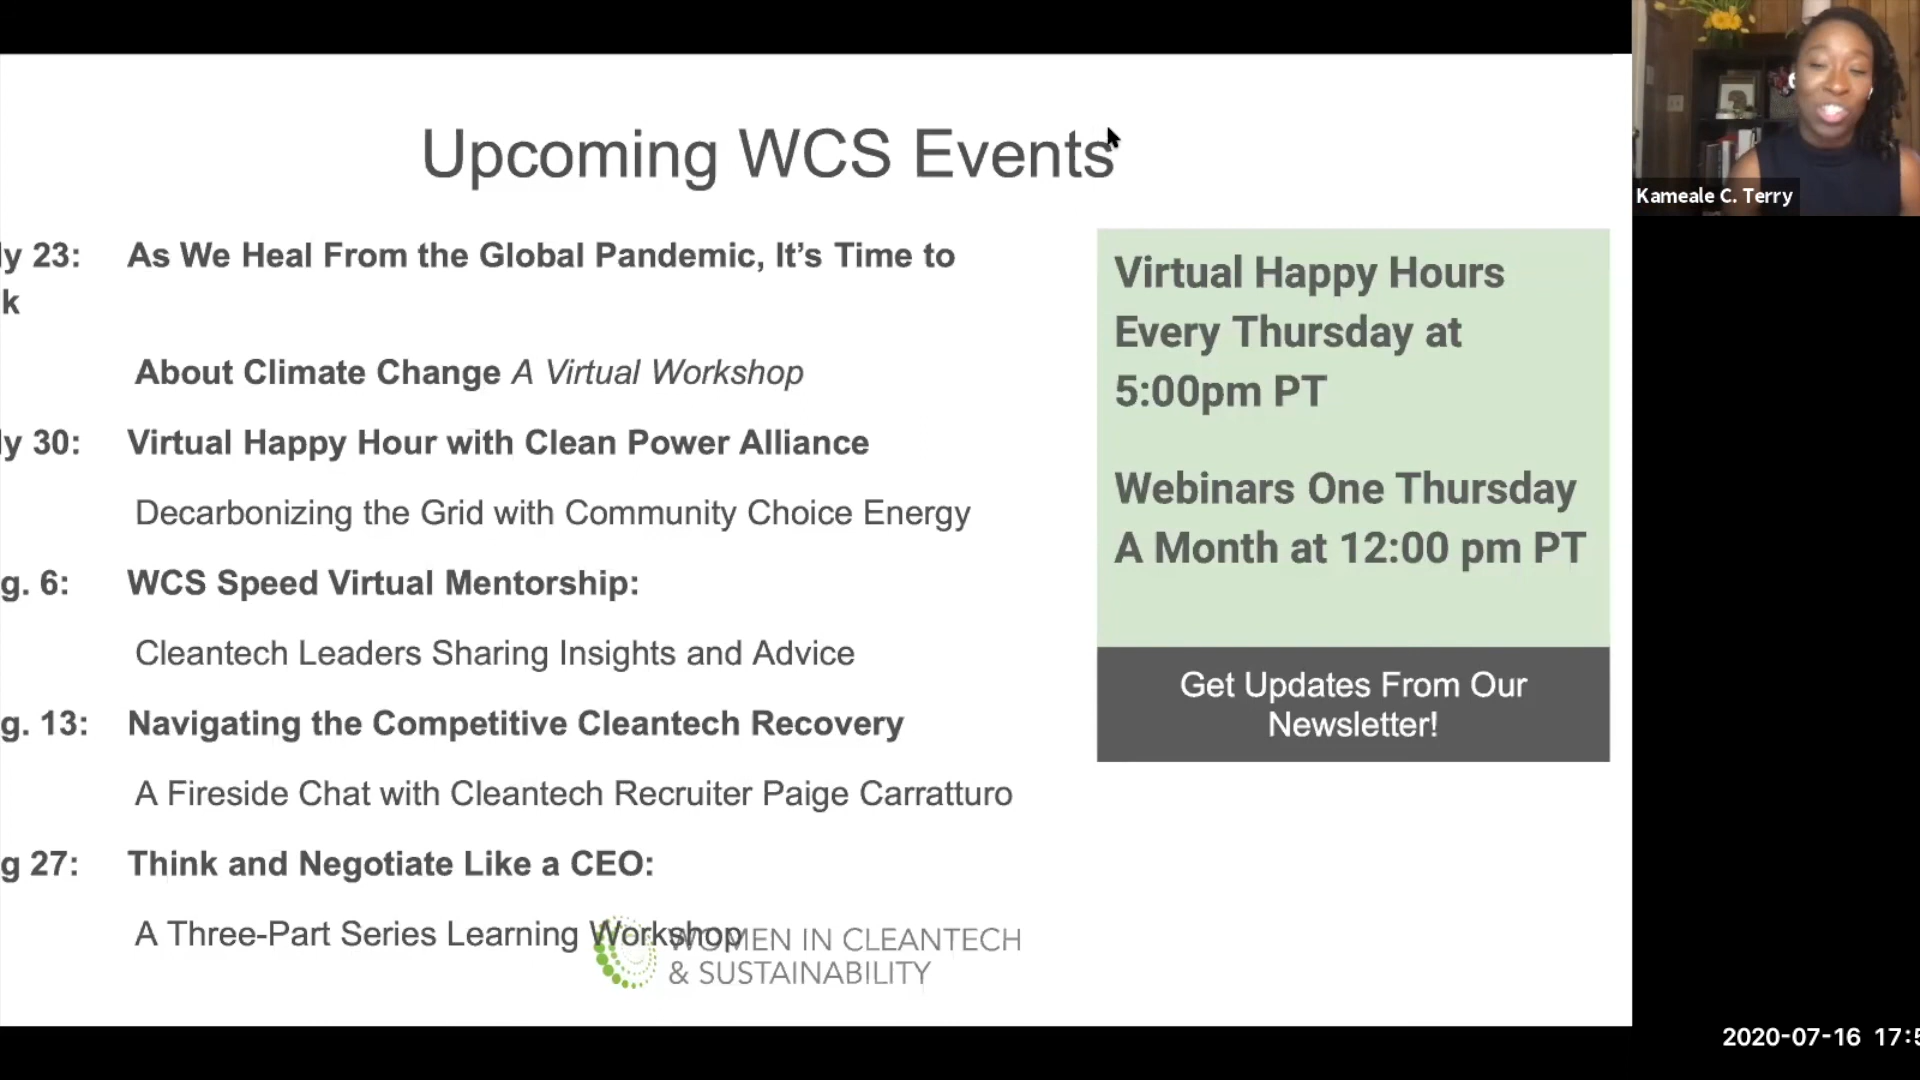 Upcoming WCS Events
ly 23: As We Heal From the Global Pandemic, It’s Time to
k
About Climate Change A Virtual Workshop
ly 30: Virtual Happy Hour with Clean Power Alliance
Decarbonizing the Grid with Community Choice Energy
g. 6: WCS Speed Virtual Mentorship:
Cleantech Leaders Sharing Insights and Advice
g. 13: Navigating the Competitive Cleantech Recovery
A Fireside Chat with Cleantech Recruiter Paige Carratturo
g 27: Think and Negotiate Like a CEO:
A Three-Part Series Learning Workshop
WOMEN IN CLEANTECH
& SUSTAINABILITY
Virtual Happy Hours
Every Thursday at
5:00pm PT
Webinars One Thursday
A Month at 12:00 pm PT
Get Updates From Our
Newsletter!
Kameale C. Terry
2020-07-16 17:5